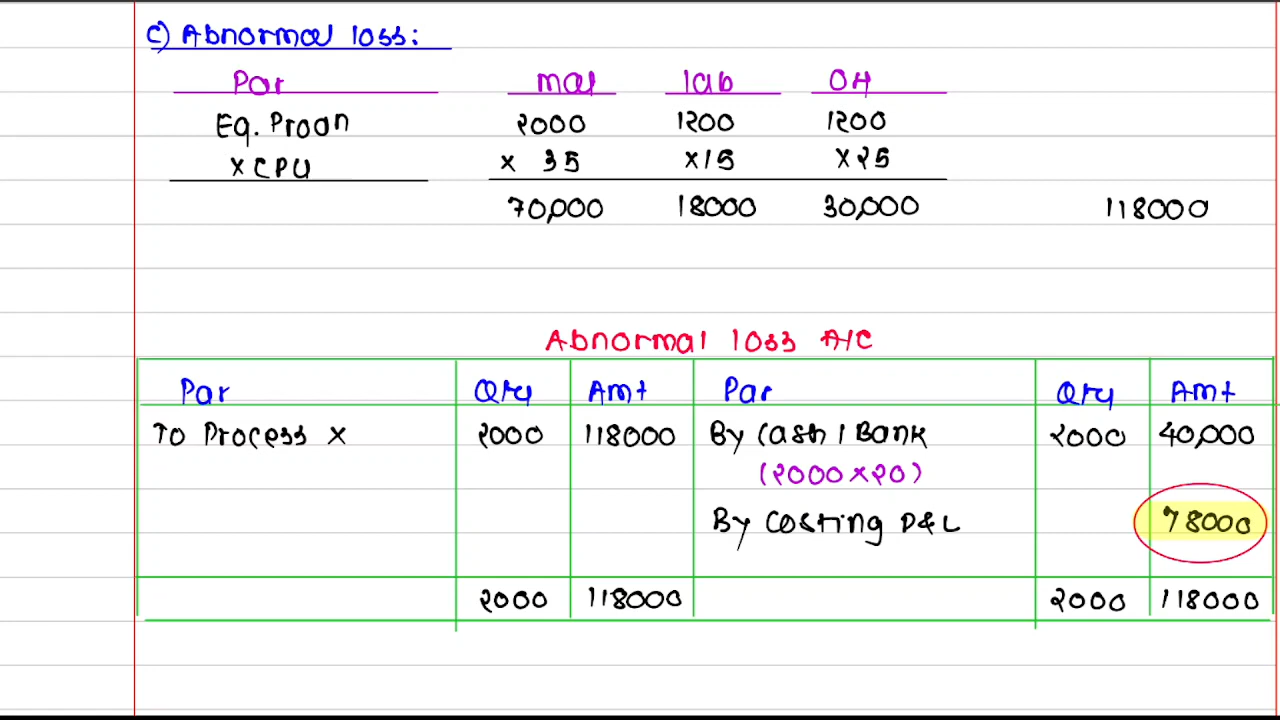 c) Abnormal loss:
Par mat lab OH
Eq. Prodn 2000 1200 1200
x CPU x 35 x15 x25
70,000 18000 30,000 118000
Abnormal loss A/C
Par Qty Amt Par Qty Amt
To Process X 2000 118000 By Cash / Bank 2000 40,000
(2000 x 20)
By Costing P&L 78000
2000 118000 2000 118000